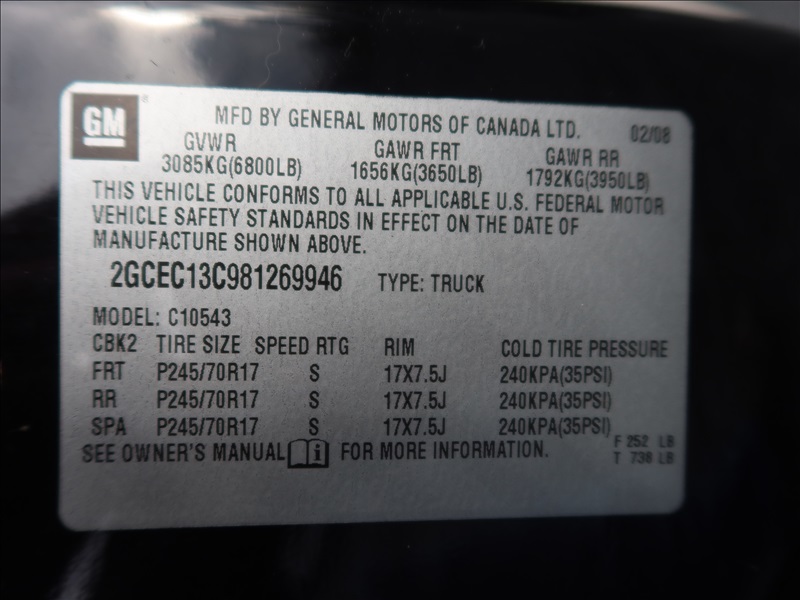 GM
MFD BY GENERAL MOTORS OF CANADA LTD. 02/08
GVWR GAWR FRT GAWR RR
3085KG(6800LB) 1656KG(3650LB) 1792KG(3950LB)
THIS VEHICLE CONFORMS TO ALL APPLICABLE U.S. FEDERAL MOTOR
VEHICLE SAFETY STANDARDS IN EFFECT ON THE DATE OF
MANUFACTURE SHOWN ABOVE.
2GCEC13C981269946 TYPE: TRUCK
MODEL: C10543
CBK2 TIRE SIZE SPEED RTG RIM COLD TIRE PRESSURE
FRT P245/70R17 S 17X7.5J 240KPA(35PSI)
RR P245/70R17 S 17X7.5J 240KPA(35PSI)
SPA P245/70R17 S 17X7.5J 240KPA(35PSI)
SEE OWNER'S MANUAL i FOR MORE INFORMATION.
F 252 LB
T 738 LB